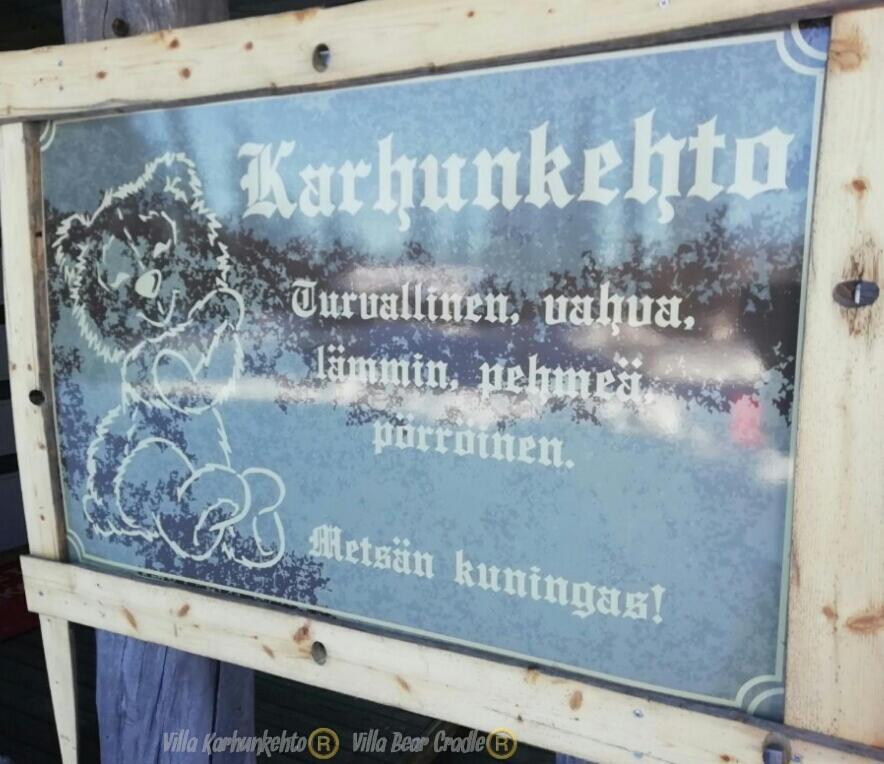 Karhunkehto
Turvallinen, vahva,
lämmin, pehmeä,
pörröinen.
Metsän kuningas!
Villa Karhunkehto® Villa Bear Cradle®